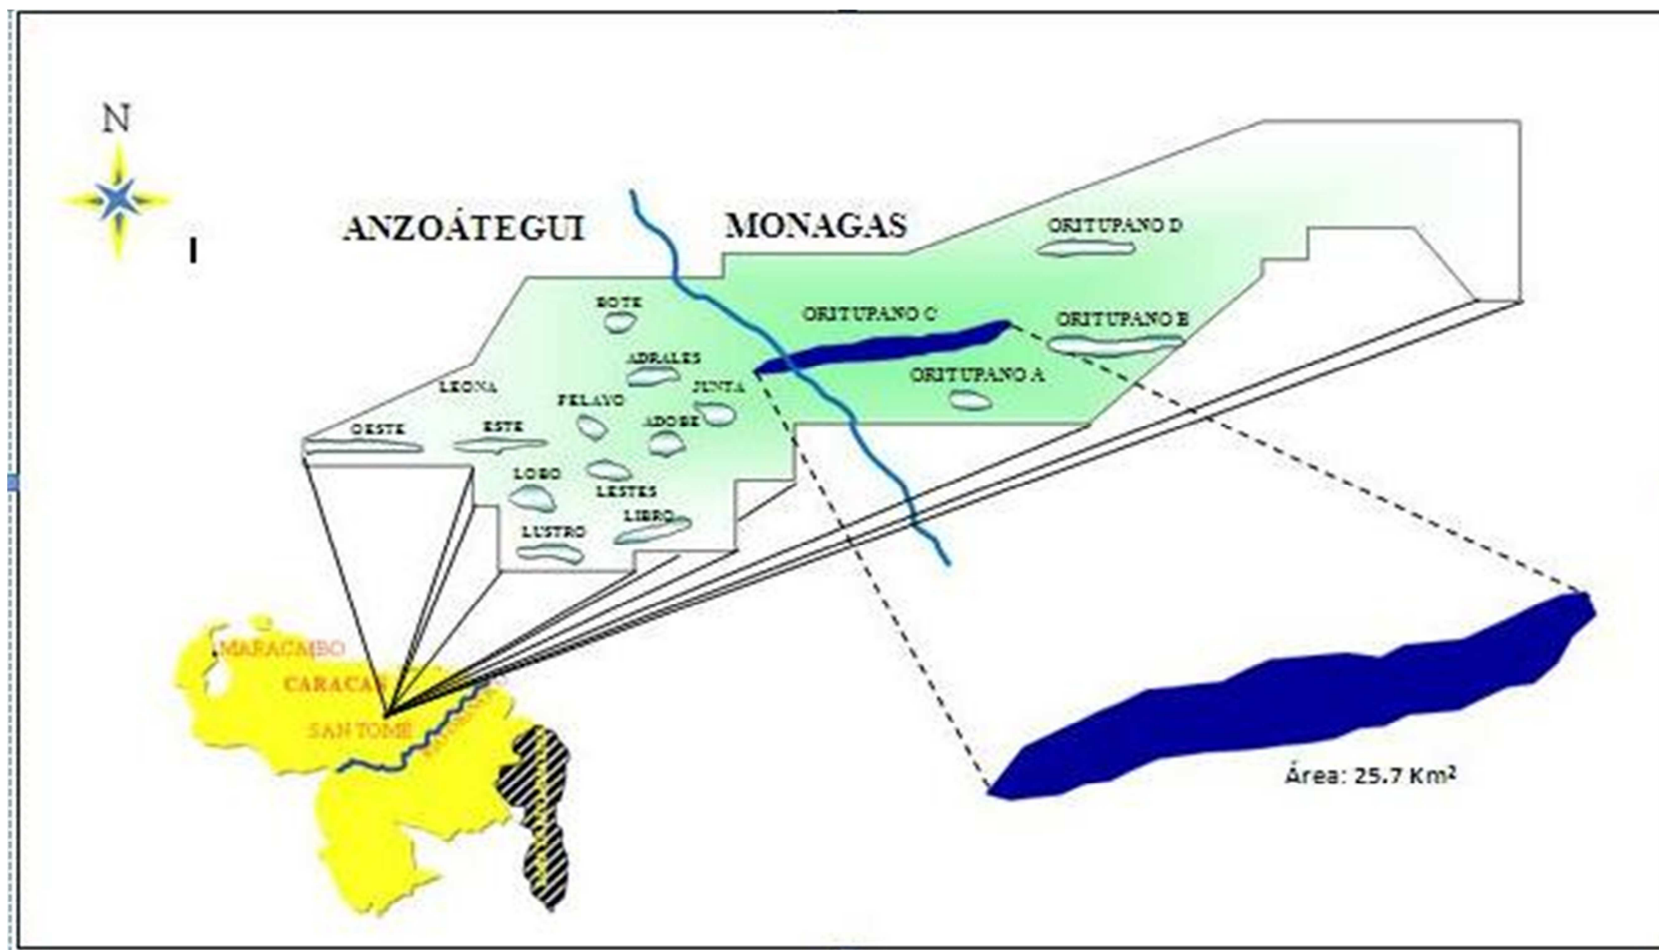 N
ANZOÁTEGUI
MONAGAS
ORITUPANO D
BOTE
ORITUPANO C
ORITUPANO B
ADRALES
ORITUPANO A
LEONA
JUNTA
PELAYO
ADOBE
OESTE
ESTE
LOBO
LESTES
LIBRO
LUSTRO
MARACAIBO
CARACAS
SAN TOME
Área: 25.7 Km²